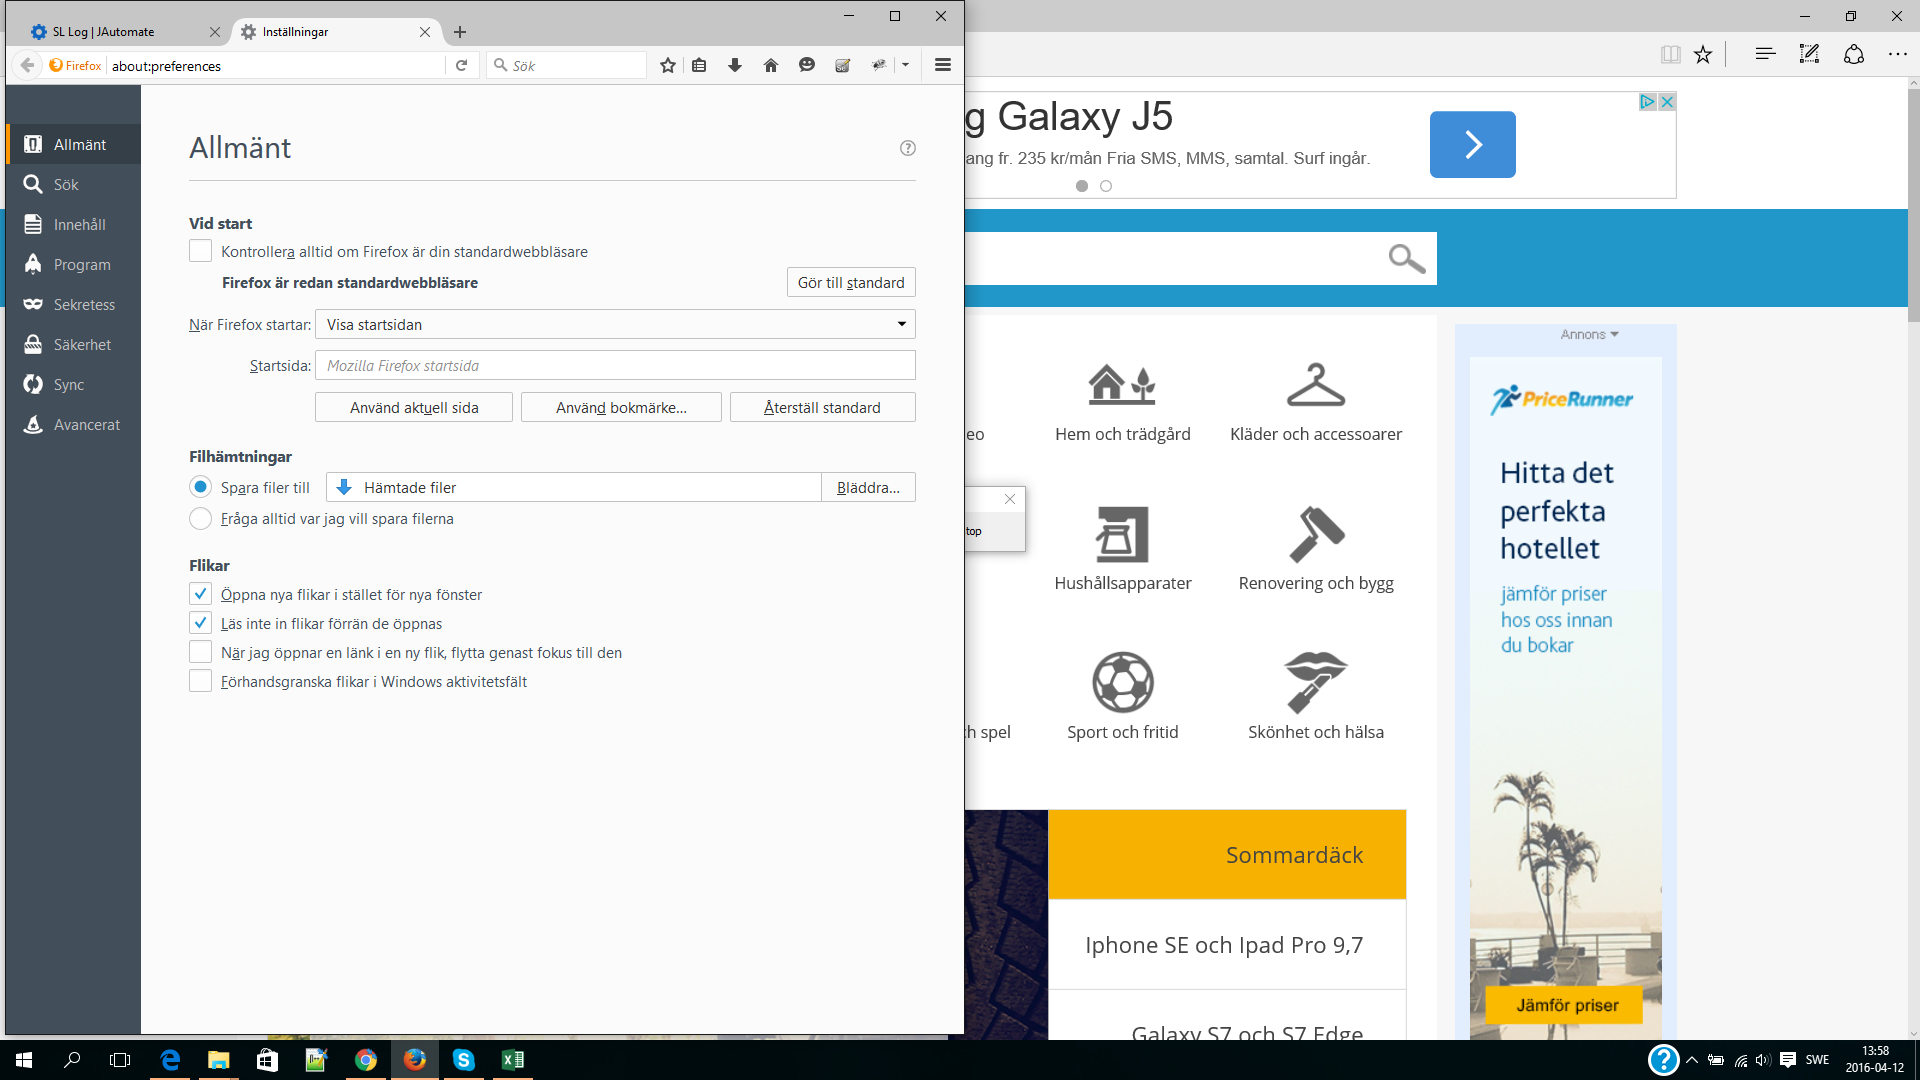 SL Log | JAutomate
Inställningar
Firefox
about:preferences
Sök
Allmänt
Sök
Innehåll
Program
Sekretess
Säkerhet
Sync
Avancerat
Allmänt
Vid start
Kontrollera alltid om Firefox är din standardwebbläsare
Firefox är redan standardwebbläsare
Gör till standard
När Firefox startar:
Visa startsidan
Startsida:
Mozilla Firefox startsida
Använd aktuell sida
Använd bokmärke...
Återställ standard
Filhämtningar
Spara filer till
Hämtade filer
Bläddra...
Fråga alltid var jag vill spara filerna
Flikar
Öppna nya flikar i stället för nya fönster
Läs inte in flikar förrän de öppnas
När jag öppnar en länk i en ny flik, flytta genast fokus till den
Förhandsgranska flikar i Windows aktivitetsfält
g Galaxy J5
ang fr. 235 kr/mån Fria SMS, MMS, samtal. Surf ingår.
eo
Hem och trädgård
Kläder och accessoarer
top
Hushållsapparater
Renovering och bygg
h spel
Sport och fritid
Skönhet och hälsa
Sommardäck
Iphone SE och Ipad Pro 9,7
Galaxy S7 och S7 Edge
Annons
PriceRunner
Hitta det
perfekta
hotellet
jämför priser
hos oss innan
du bokar
Jämför priser
SWE
13:58
2016-04-12